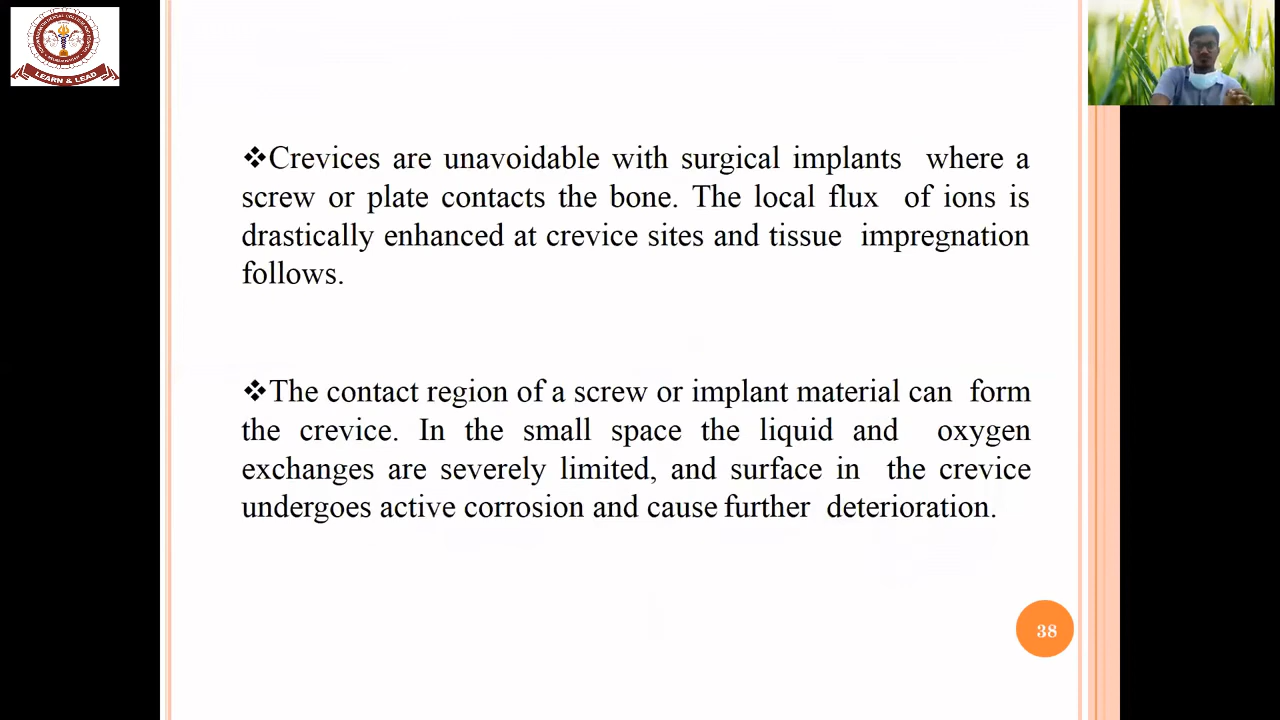 LEARN & LEAD
❖Crevices are unavoidable with surgical implants where a
screw or plate contacts the bone. The local flux of ions is
drastically enhanced at crevice sites and tissue impregnation
follows.
❖The contact region of a screw or implant material can form
the crevice. In the small space the liquid and oxygen
exchanges are severely limited, and surface in the crevice
undergoes active corrosion and cause further deterioration.
38